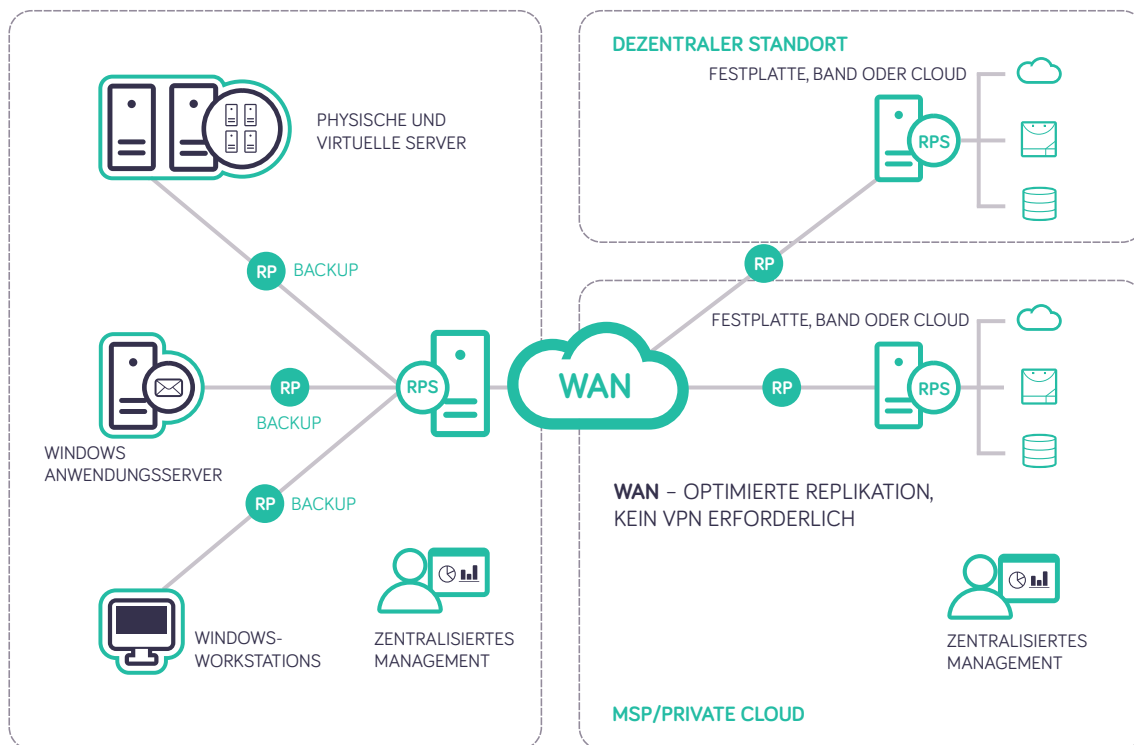 PHYSISCHE UND
VIRTUELLE SERVER
RP
BACKUP
WINDOWS
ANWENDUNGSSERVER
RP
BACKUP
RPS
RP
BACKUP
WINDOWS-
WORKSTATIONS
ZENTRALISIERTES
MANAGEMENT
WAN
DEZENTRALER STANDORT
FESTPLATTE, BAND ODER CLOUD
RPS
RP
FESTPLATTE, BAND ODER CLOUD
RP
RPS
WAN – OPTIMIERTE REPLIKATION,
KEIN VPN ERFORDERLICH
ZENTRALISIERTES
MANAGEMENT
MSP/PRIVATE CLOUD